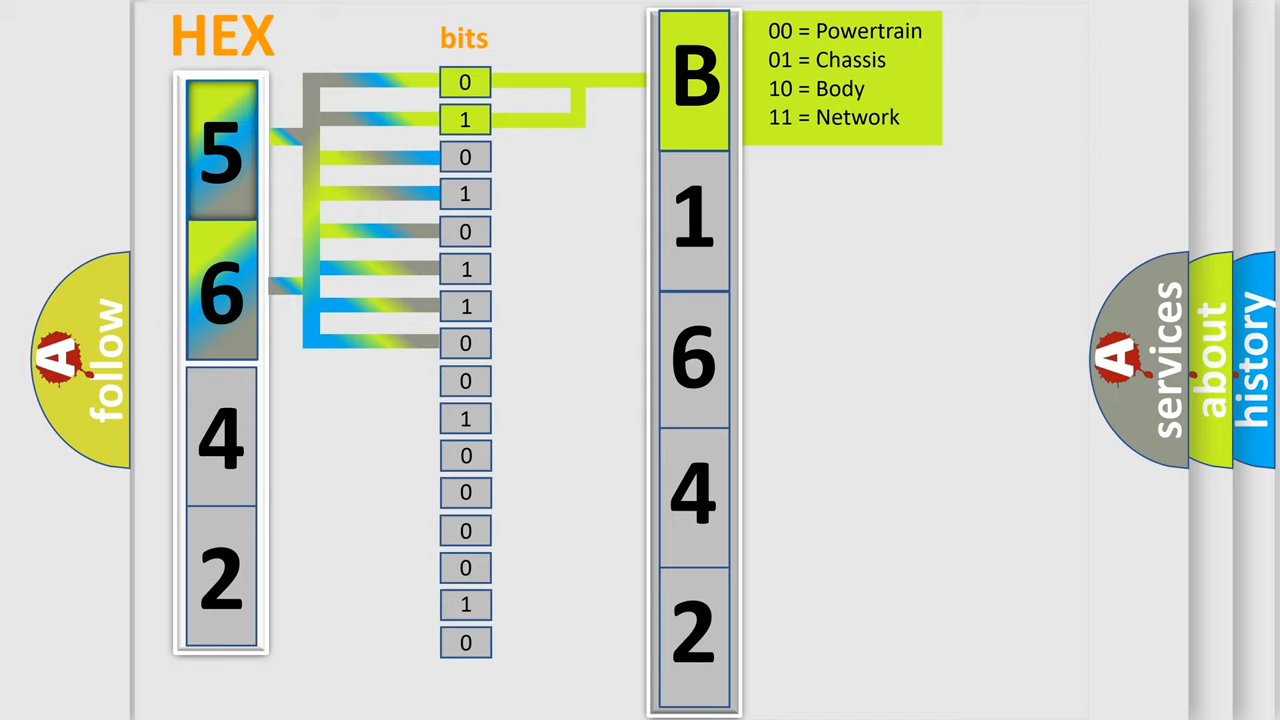 HEX
bits
5
6
4
2
0
1
0
1
0
1
1
0
0
1
0
0
0
0
1
0
B
1
6
4
2
00 = Powertrain
01 = Chassis
10 = Body
11 = Network
A
follow
A
services
about
history